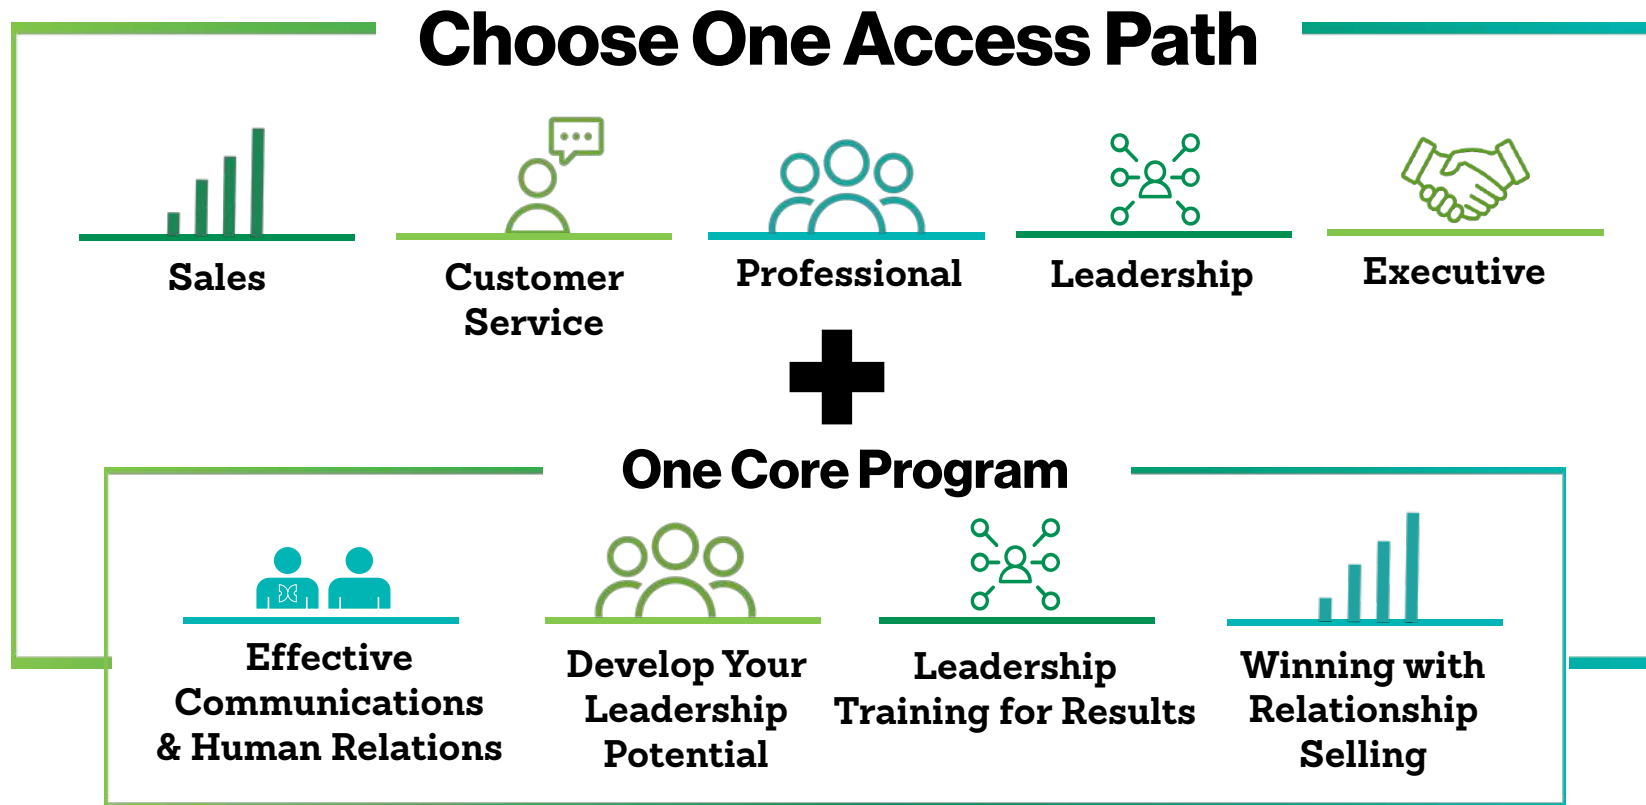 Choose One Access Path
Sales
Customer
Service
Professional
Leadership
Executive
One Core Program
Effective
Communications
& Human Relations
Develop Your
Leadership
Potential
Leadership
Training for Results
Winning with
Relationship
Selling